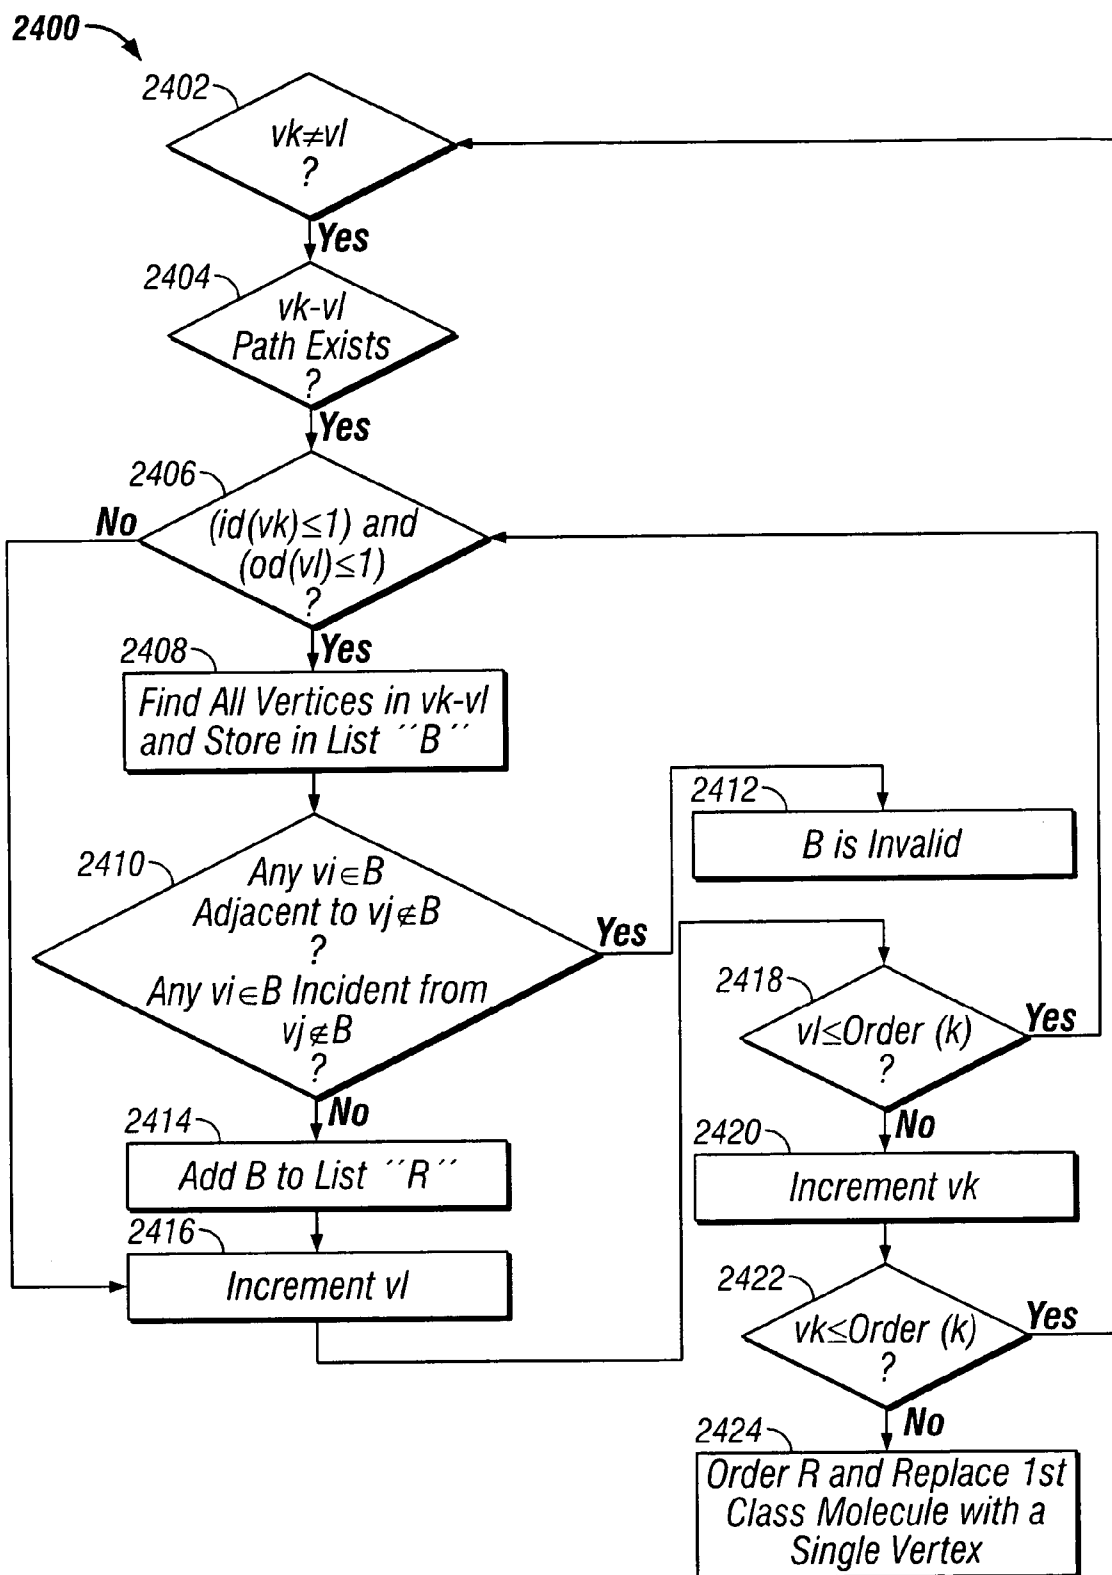 2400
2402
vk≠vl
?
Yes
2404
vk-vl
Path Exists
?
Yes
2406
No
(id(vk)≤1) and
(od(vl)≤1)
?
Yes
2408
Find All Vertices in vk-vl
and Store in List ´´B´´
2410
Any vi∈B
Adjacent to vj∉B
?
Any vi∈B Incident from
vj∉B
?
Yes
No
2412
B is Invalid
2414
Add B to List ´´R´´
2416
Increment vl
2418
vl≤Order (k)
?
Yes
No
2420
Increment vk
2422
vk≤Order (k)
?
Yes
No
2424
Order R and Replace 1st
Class Molecule with a
Single Vertex